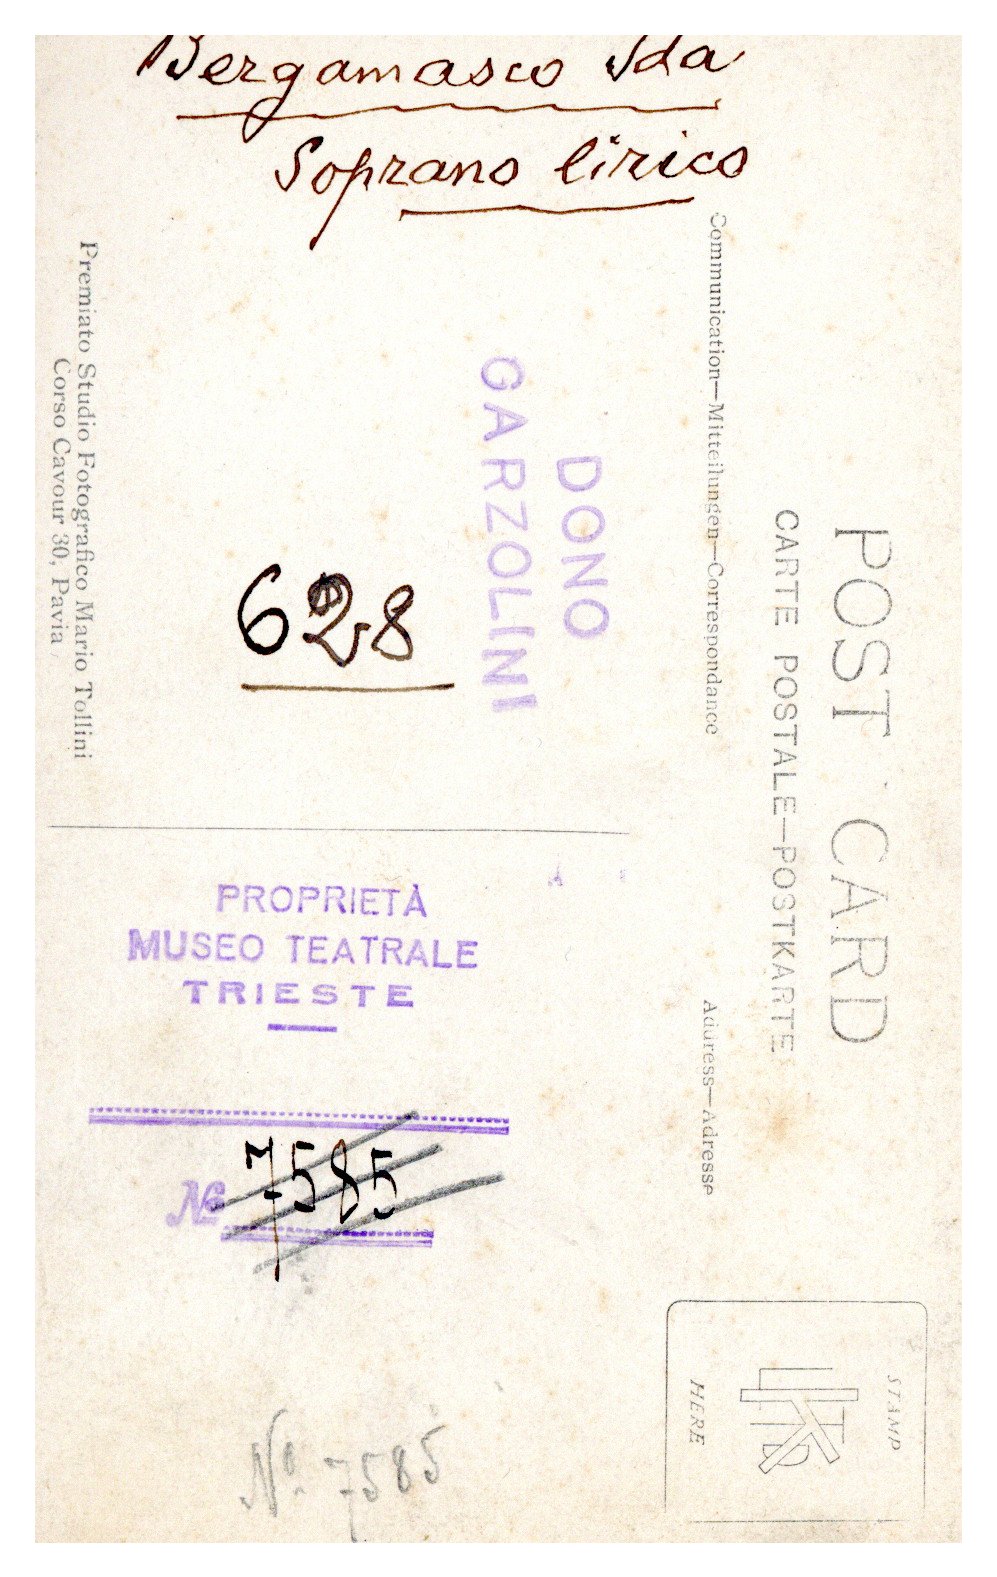 Bergamasco Ida
Soprano lirico
Premiato Studio Fotografico Mario Tollini
Corso Cavour 30, Pavia
DONO
GARZOLINI
628
POST CARD
CARTE POSTALE—POSTKARTE
Communication—Mitteilungen—Correspondance
Address—Adresse
PROPRIETÀ
MUSEO TEATRALE
TRIESTE
No 7585
No 7585
STAMP
HERE